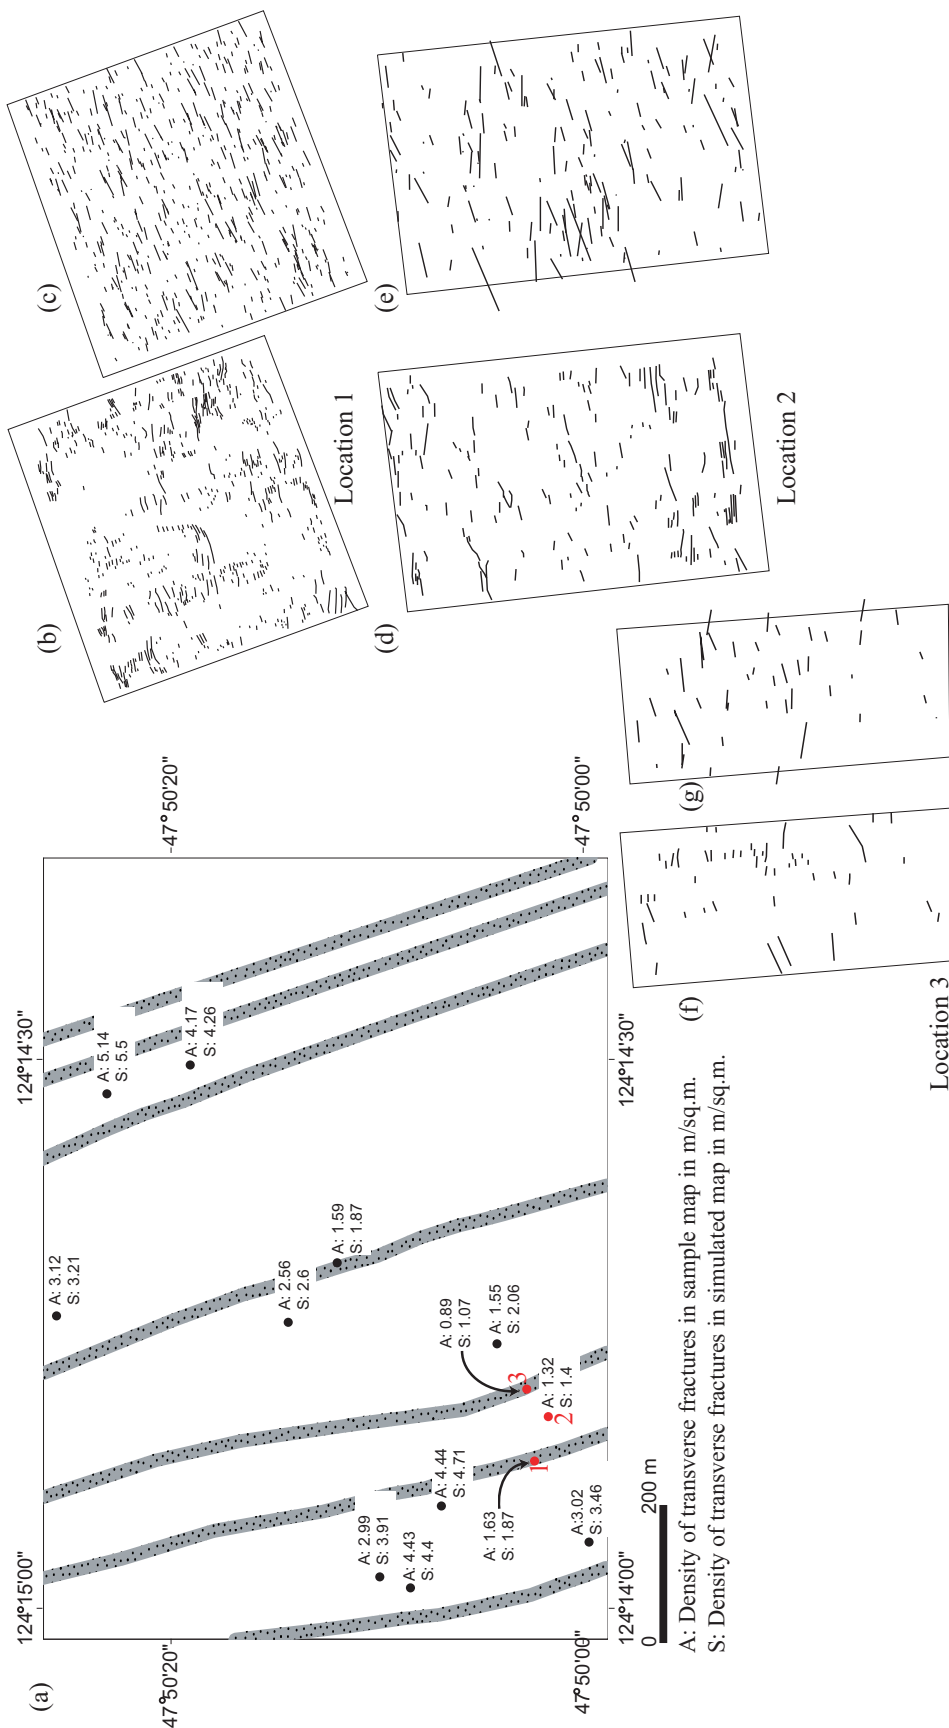 (a)
124°15'00"
124°14'30"
47°50'20"
47°50'20"
47°50'00"
47°50'00"
124°14'00"
124°14'30"
A: 3.12
S: 3.21
A: 5.14
S: 5.5
A: 4.17
S: 4.26
A: 2.56
S: 2.6
A: 1.59
S: 1.87
A: 2.99
S: 3.91
A: 4.43
S: 4.4
A: 4.44
S: 4.71
A: 0.89
S: 1.07
A: 1.55
S: 2.06
A: 1.63
S: 1.87
1
3
A: 1.32
S: 1.4
2
A:3.02
S: 3.46
0
200 m
A: Density of transverse fractures in sample map in m/sq.m.
S: Density of transverse fractures in simulated map in m/sq.m.
(b)
(c)
Location 1
(d)
(e)
Location 2
(f)
(g)
Location 3